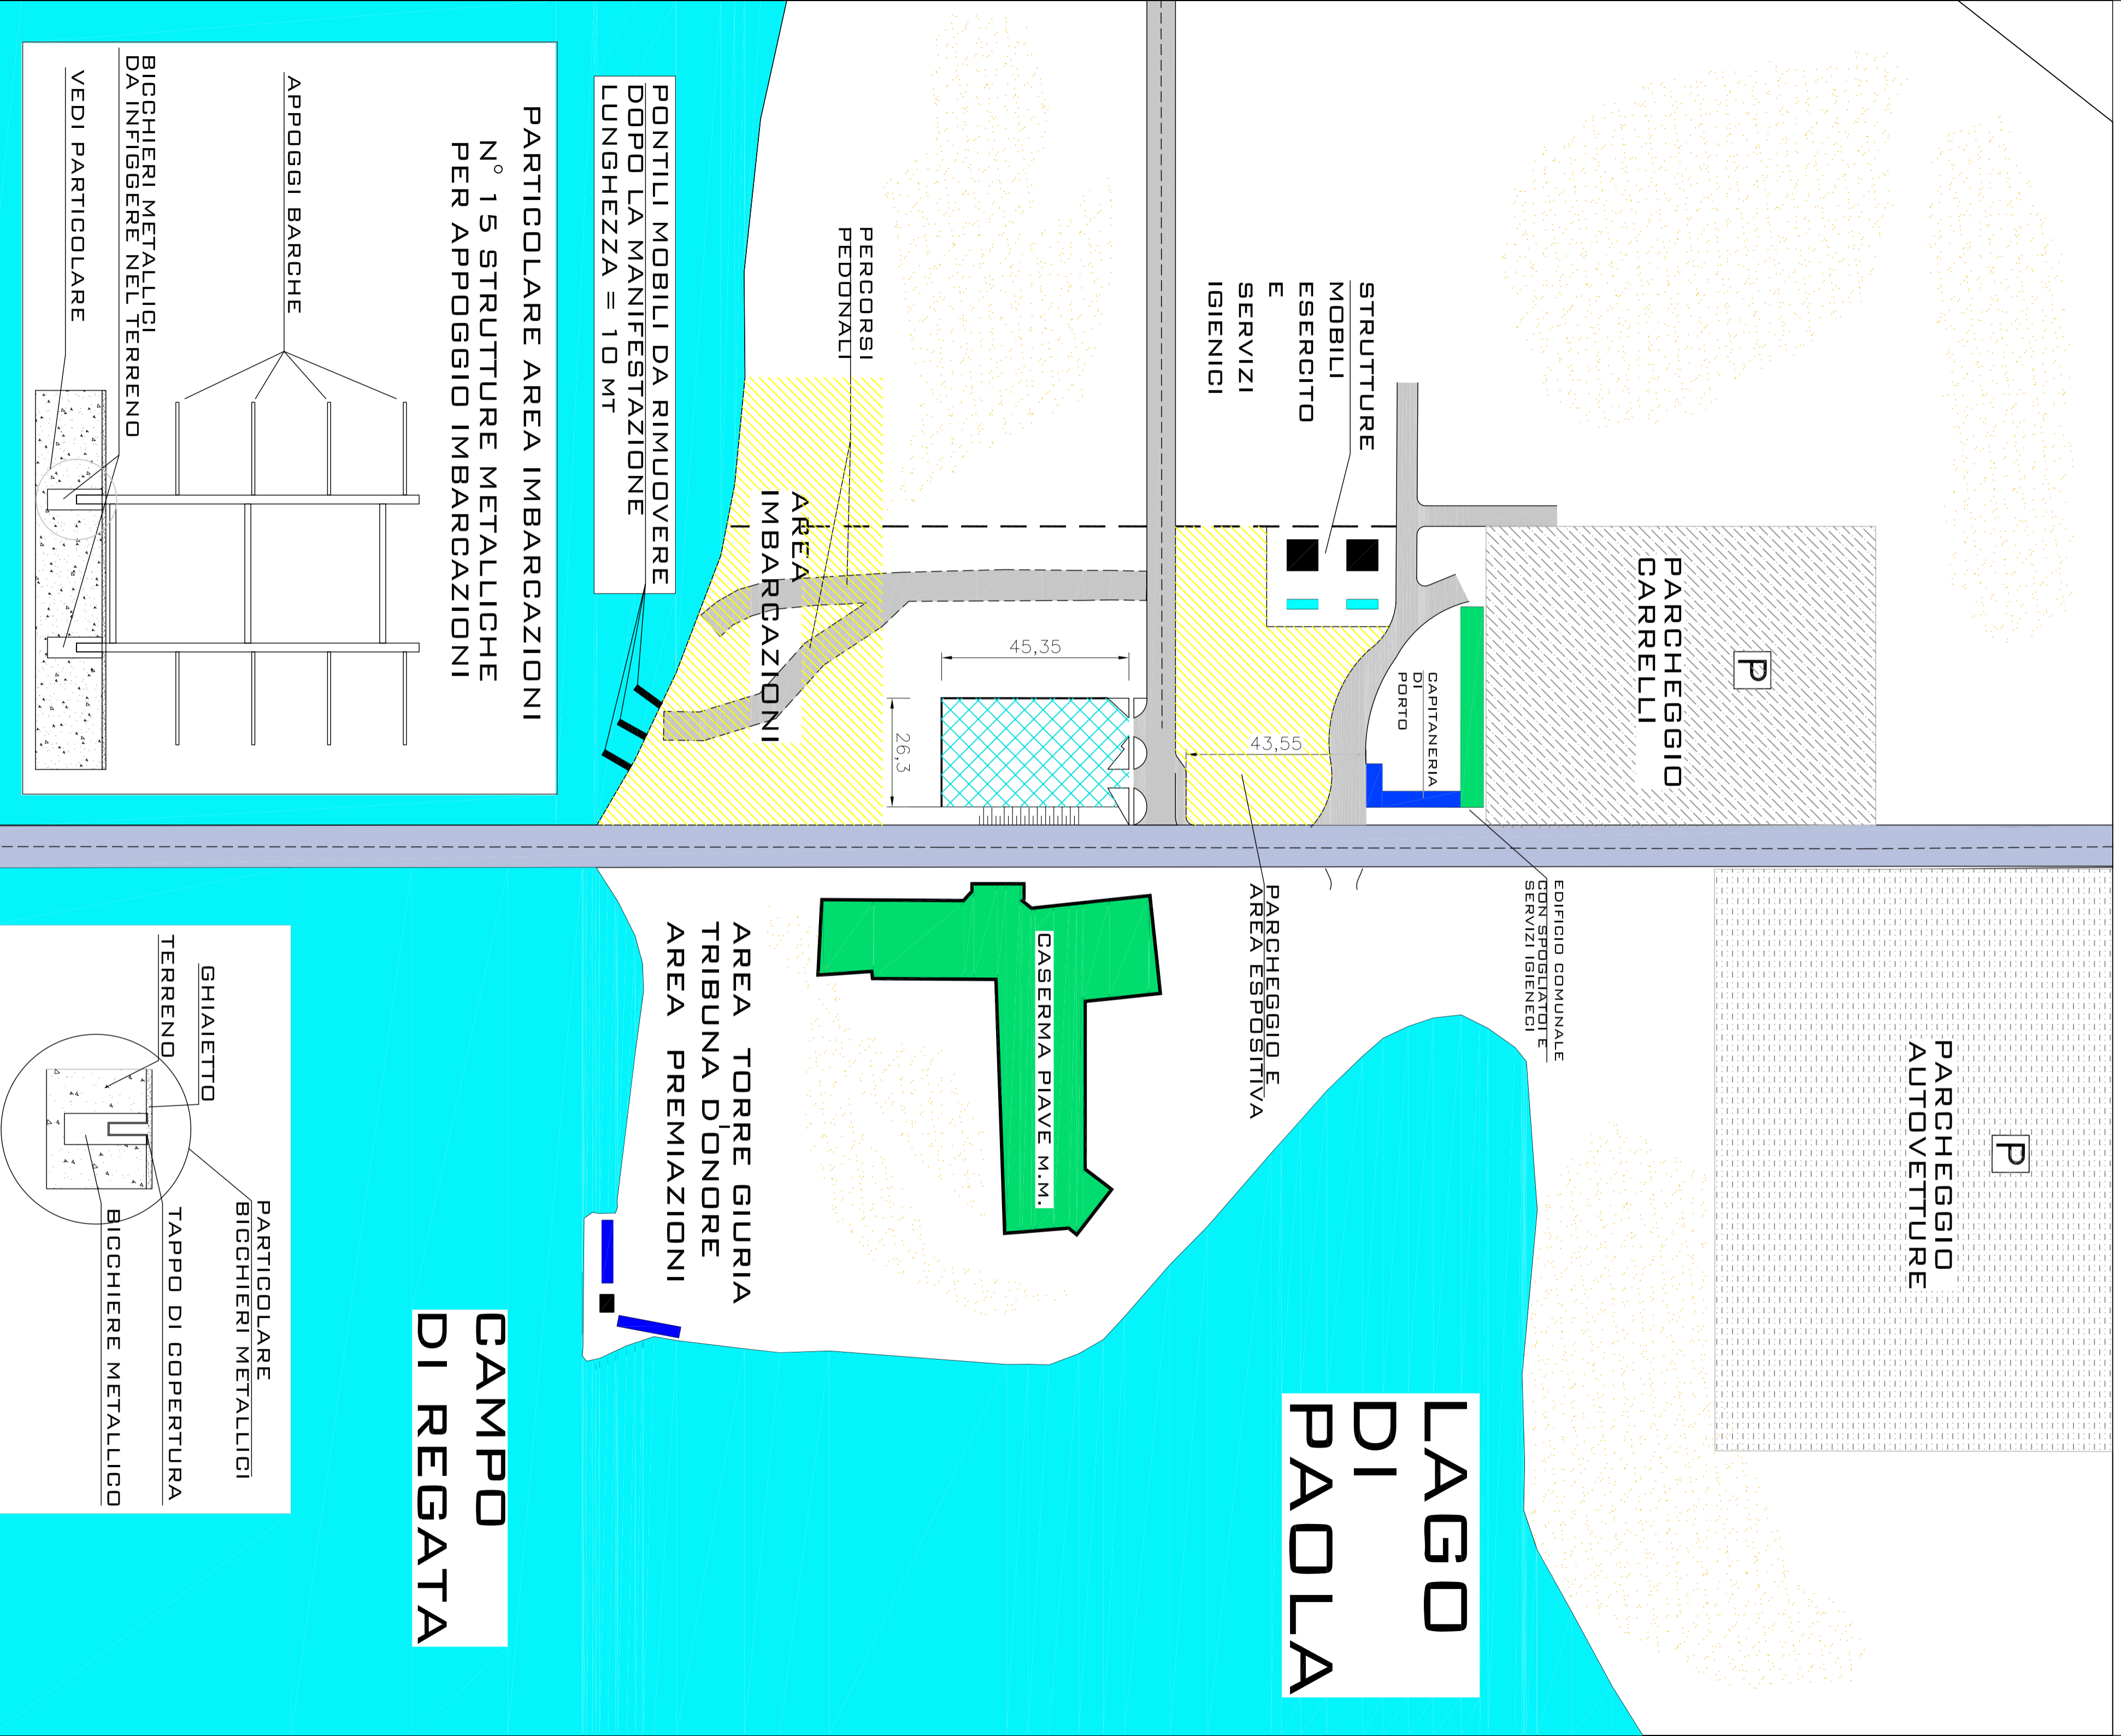 PARCHEGGIO
CARRELLI
P
STRUTTURE
MOBILI
ESERCITO
E
SERVIZI
IGIENICI
CAPITANERIA
DI
PORTO
43,55
45,35
26,3
PERCORSI
PEDONALI
AREA
IMBARCAZIONI
PONTILI MOBILI DA RIMUOVERE
DOPO LA MANIFESTAZIONE
LUNGHEZZA = 10 MT
PARTICOLARE AREA IMBARCAZIONI
N° 15 STRUTTURE METALLICHE
PER APPOGGIO IMBARCAZIONI
APPOGGI BARCHE
BICCHIERI METALLICI
DA INFIGGERE NEL TERRENO
VEDI PARTICOLARE
P
PARCHEGGIO
AUTOVETTURE
EDIFICIO COMUNALE
CON SPOGLIATOI E
SERVIZI IGIENECI
PARCHEGGIO E
AREA ESPOSITIVA
CASERMA PIAVE M.M.
AREA TORRE GIURIA
TRIBUNA D'ONORE
AREA PREMIAZIONI
LAGO
DI
PAOLA
CAMPO
DI REGATA
GHIAIETTO
TERRENO
PARTICOLARE
BICCHIERI METALLICI
TAPPO DI COPERTURA
BICCHIERE METALLICO